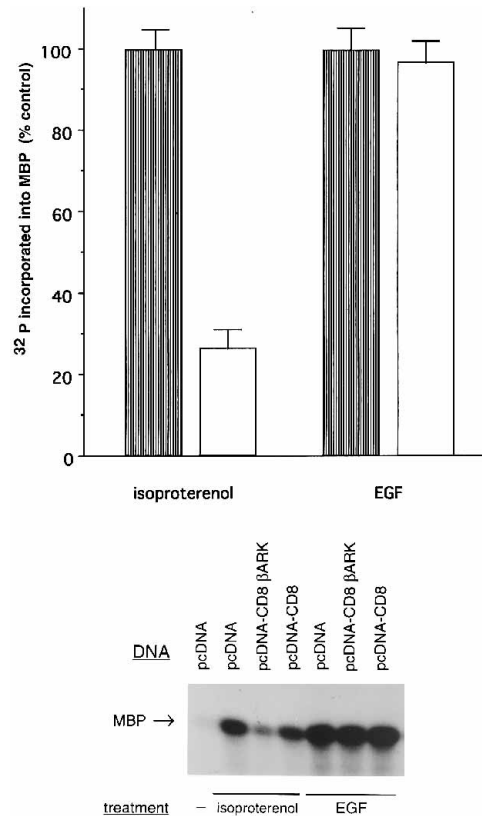 ³² P incorporated into MBP (% control)
100
80
60
40
20
0
isoproterenol EGF
DNA
pcDNA
pcDNA
pcDNA-CD8 βARK
pcDNA-CD8
pcDNA
pcDNA-CD8 βARK
pcDNA-CD8
MBP →
treatment – isoproterenol EGF